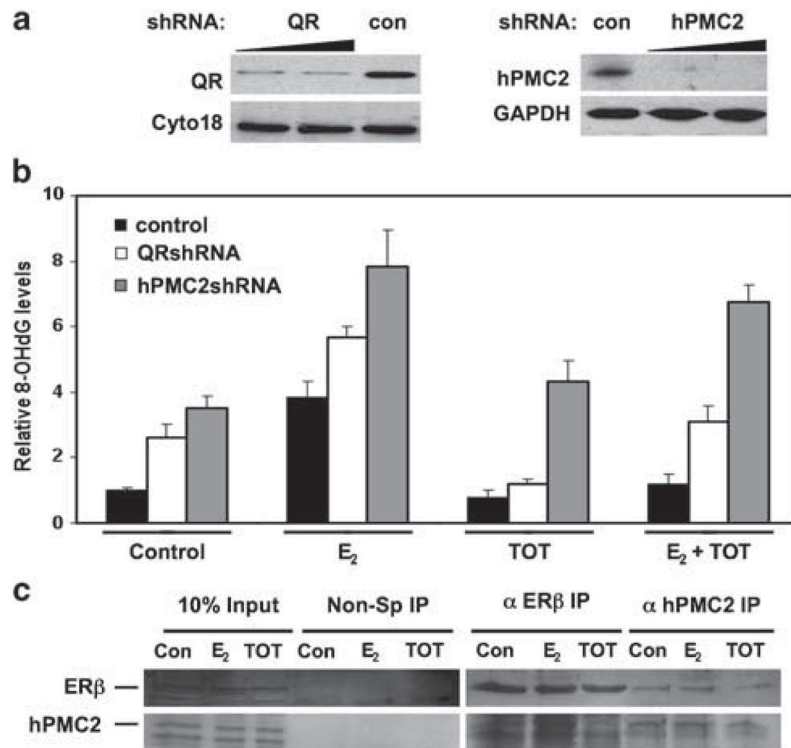 a
shRNA: QR con
QR
Cyto18
shRNA: con hPMC2
hPMC2
GAPDH
b
Relative 8-OHdG levels
10
8
6
4
2
0
control
QRshRNA
hPMC2shRNA
Control E₂ TOT E₂ + TOT
c
10% Input Non-Sp IP α ERβ IP α hPMC2 IP
Con E₂ TOT Con E₂ TOT Con E₂ TOT Con E₂ TOT
ERβ
hPMC2